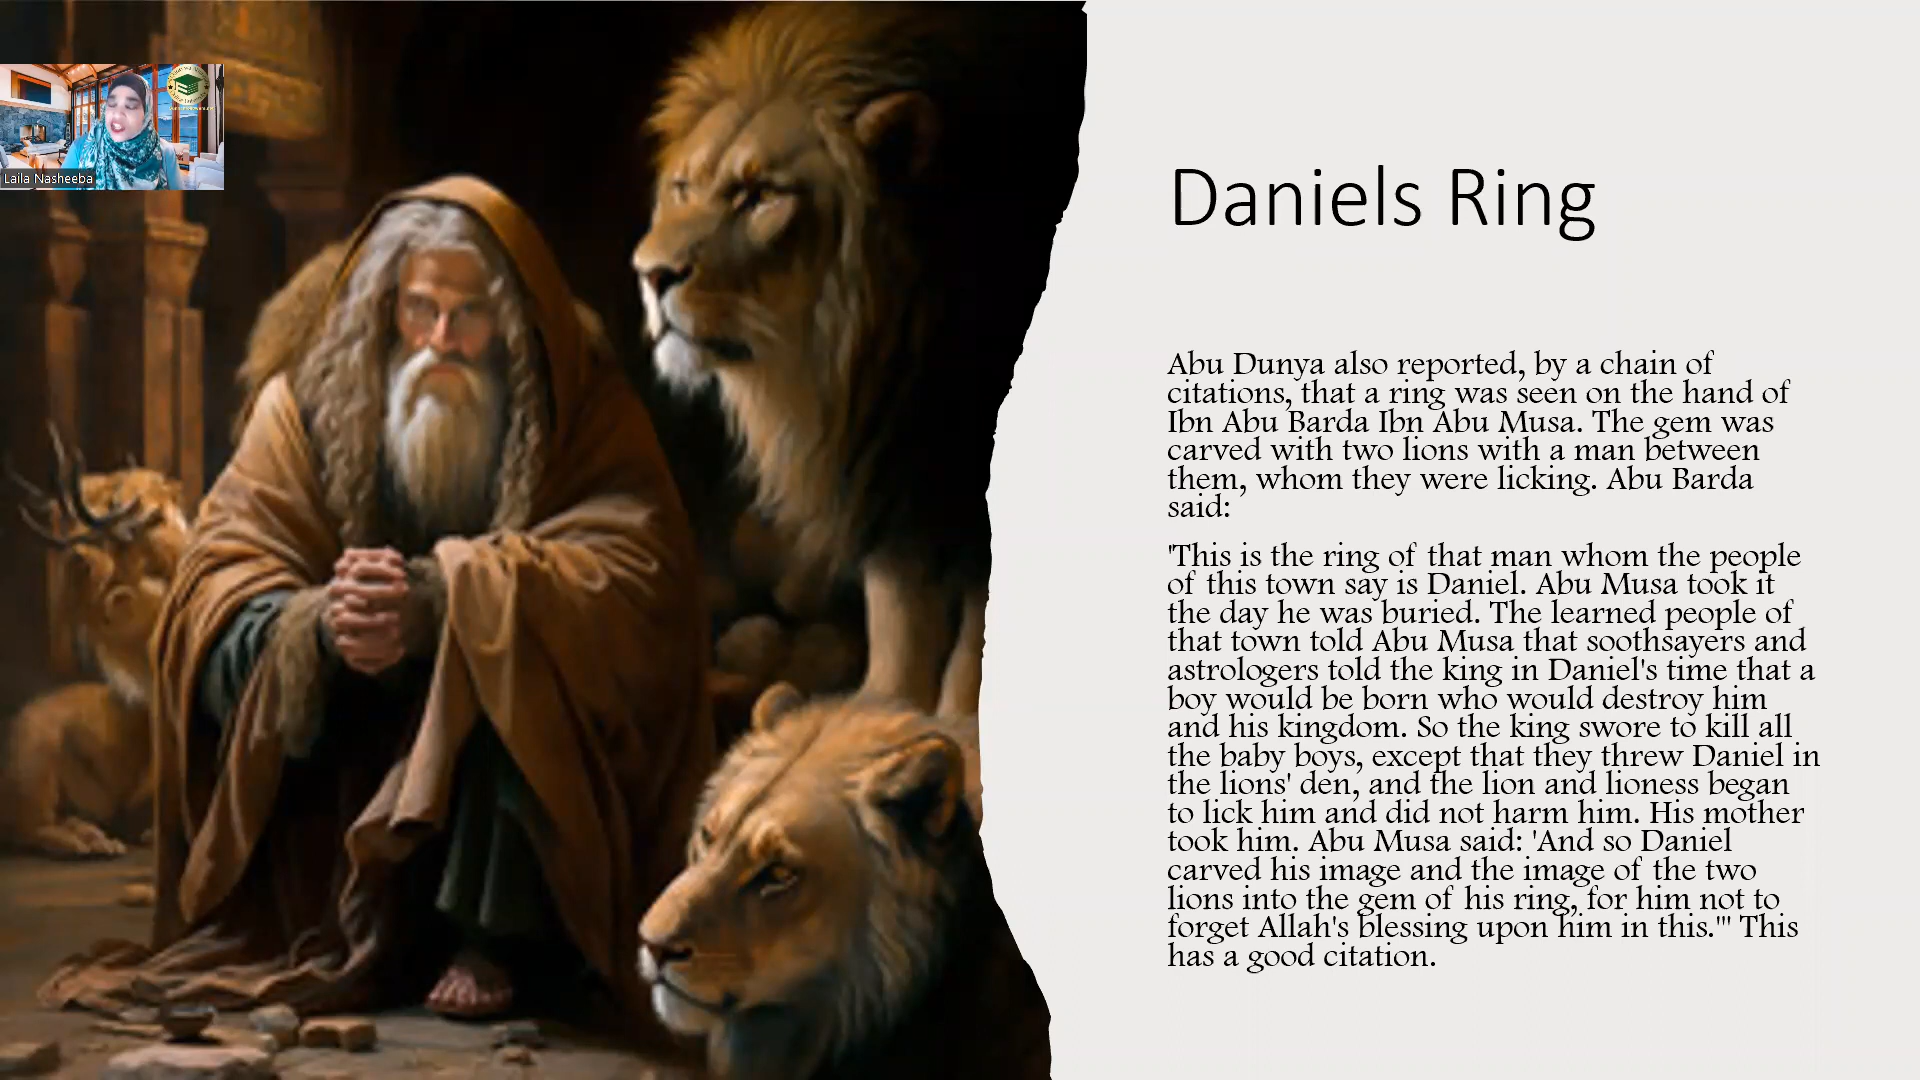 Laila Nasheeba
Daniels Ring
Abu Dunya also reported, by a chain of
citations, that a ring was seen on the hand of
Ibn Abu Barda Ibn Abu Musa. The gem was
carved with two lions with a man between
them, whom they were licking. Abu Barda
said:
'This is the ring of that man whom the people
of this town say is Daniel. Abu Musa took it
the day he was buried. The learned people of
that town told Abu Musa that soothsayers and
astrologers told the king in Daniel's time that a
boy would be born who would destroy him
and his kingdom. So the king swore to kill all
the baby boys, except that they threw Daniel in
the lions' den, and the lion and lioness began
to lick him and did not harm him. His mother
took him. Abu Musa said: 'And so Daniel
carved his image and the image of the two
lions into the gem of his ring, for him not to
forget Allah's blessing upon him in this.'" This
has a good citation.